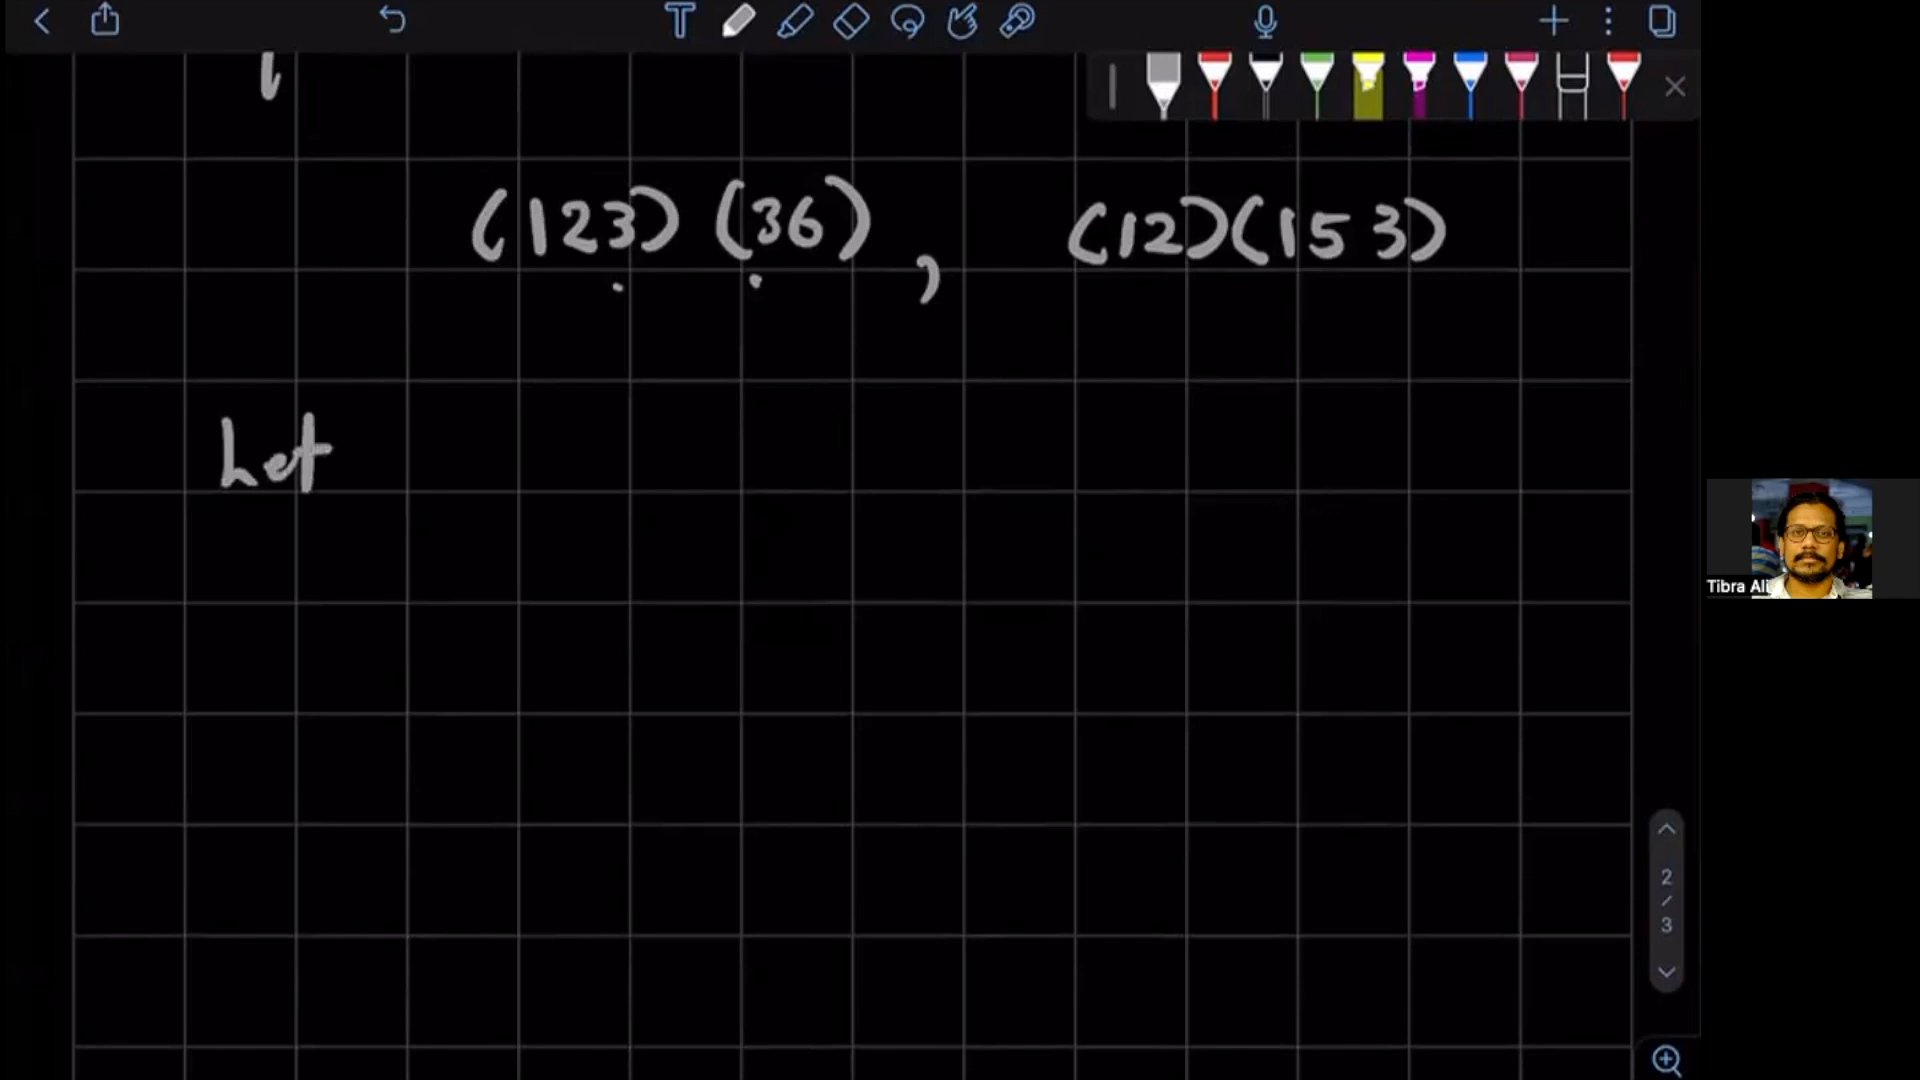 (123) (36) , (12)(153)
Let
Tibra Ali
2
/
3